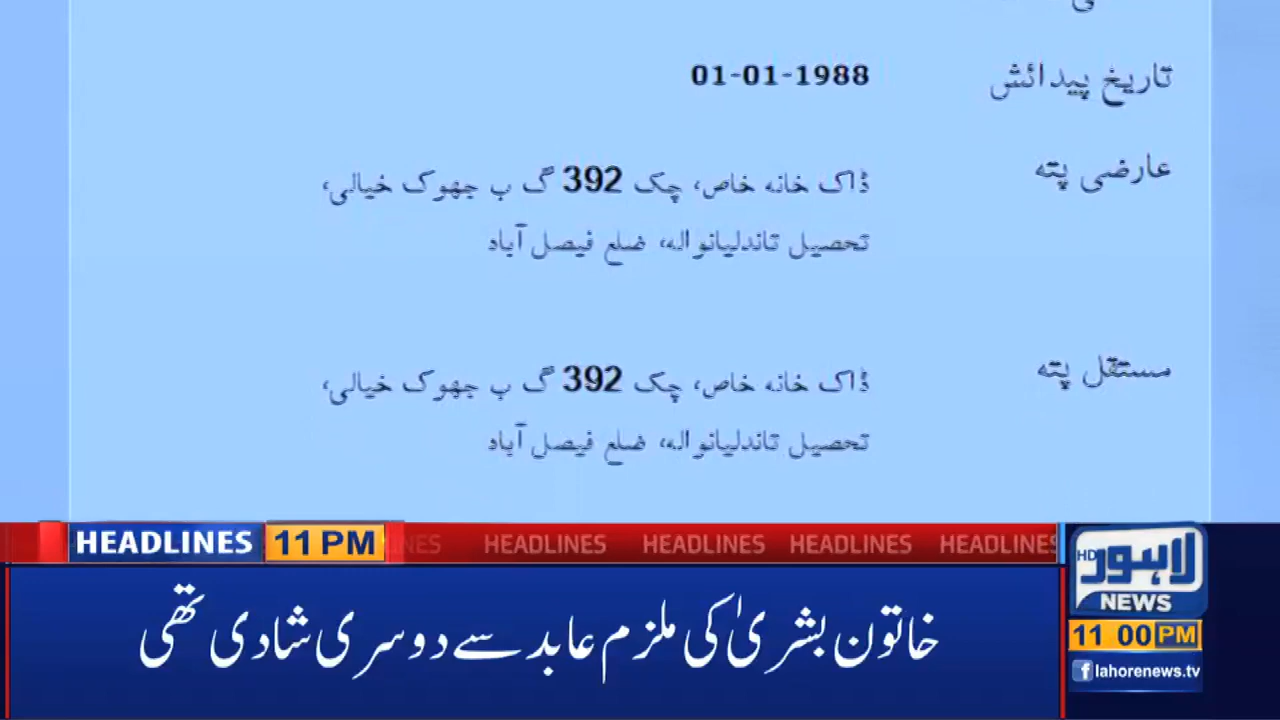 تاریخ پیدائش 01-01-1988
عارضی پتہ ڈاک خانہ خاص، چک 392 گ ب جھوک خیالی،
تحصیل تاندلیانوالہ، ضلع فیصل آباد
مستقل پتہ ڈاک خانہ خاص، چک 392 گ ب جھوک خیالی،
تحصیل تاندلیانوالہ، ضلع فیصل آباد
HEADLINES 11 PM INES HEADLINES HEADLINES HEADLINES HEADLINES
خاتون بشریٰ کی ملزم عابد سے دوسری شادی تھی
لاہور HD
NEWS
11 00 PM
f lahorenews.tv